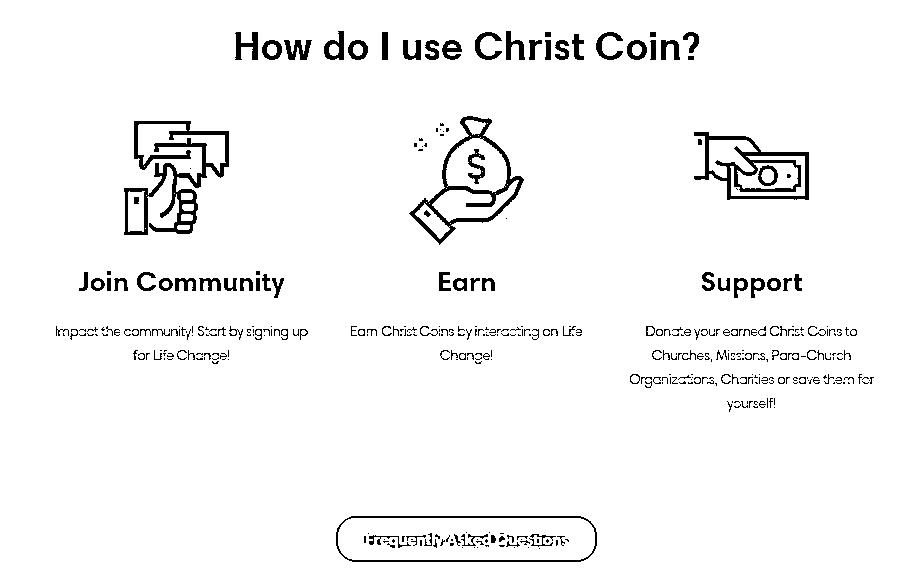 How do I use Christ Coin?
Join Community
Impact the community! Start by signing up
for Life Change!
Earn
Earn Christ Coins by interacting on Life
Change!
Support
Donate your earned Christ Coins to
Churches, Missions, Para-Church
Organizations, Charities or save them for
yourself!
Frequently Asked Questions